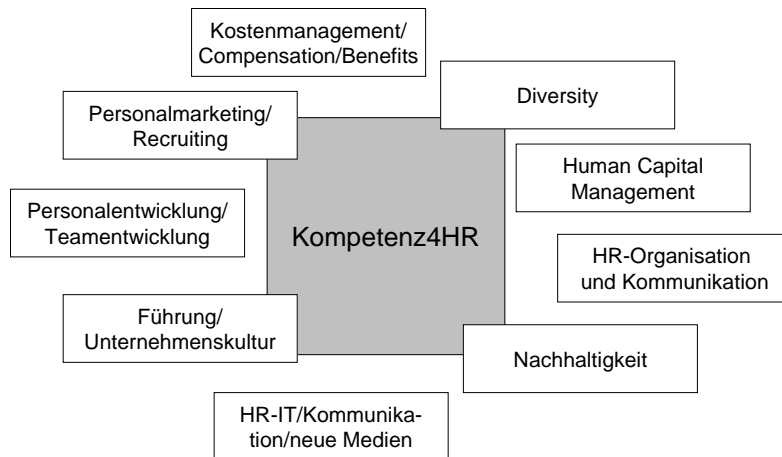 Kostenmanagement/
Compensation/Benefits
Diversity
Personalmarketing/
Recruiting
Human Capital
Management
Personalentwicklung/
Teamentwicklung
Kompetenz4HR
HR-Organisation
und Kommunikation
Führung/
Unternehmenskultur
Nachhaltigkeit
HR-IT/Kommunika-
tion/neue Medien